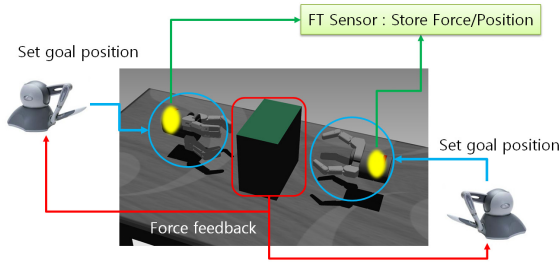 FT Sensor : Store Force/Position
Set goal position
Set goal position
Force feedback